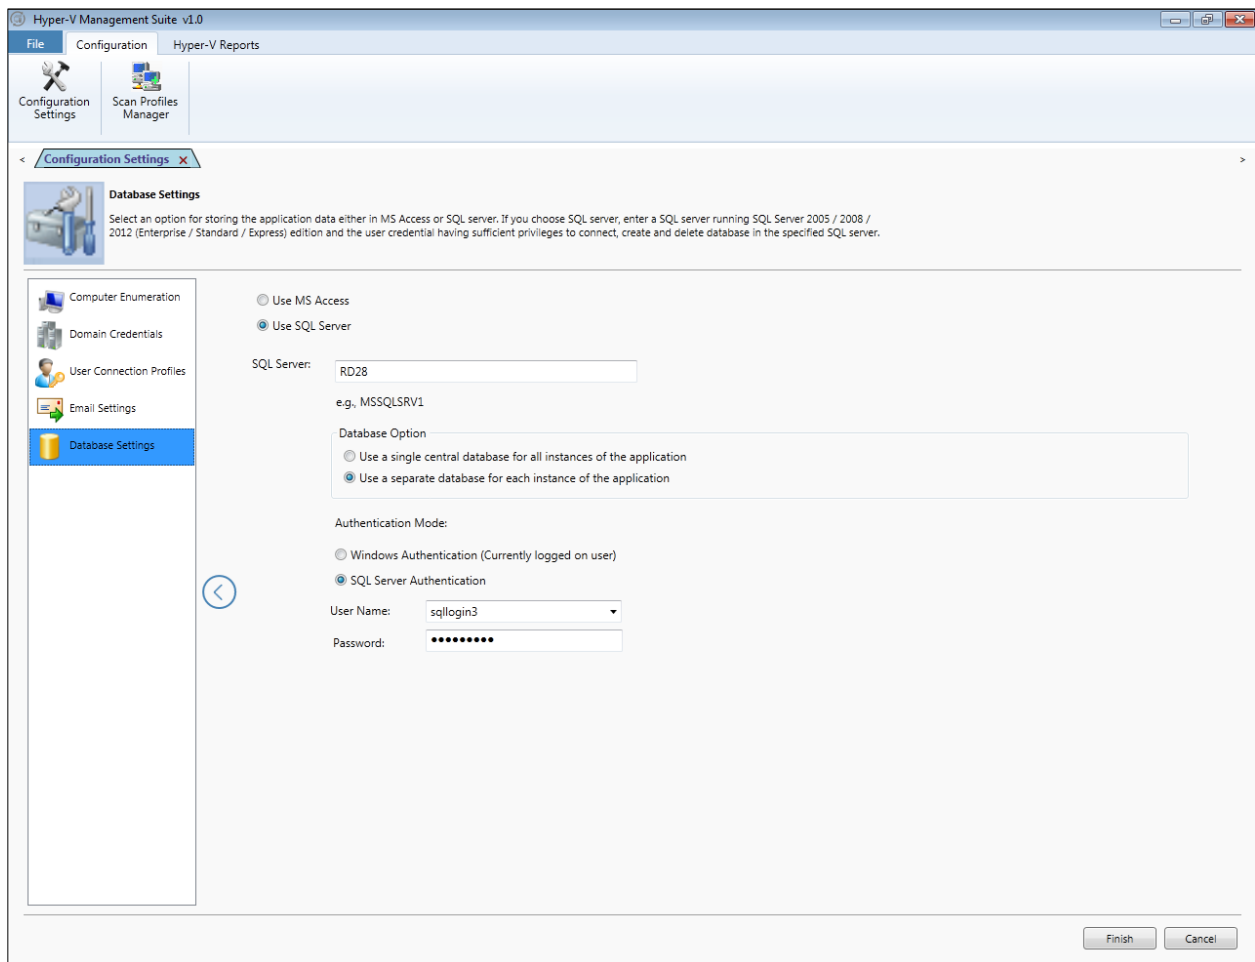 Hyper-V Management Suite v1.0
File Configuration Hyper-V Reports
Configuration Settings
Scan Profiles Manager
< Configuration Settings x >
Database Settings
Select an option for storing the application data either in MS Access or SQL server. If you choose SQL server, enter a SQL server running SQL Server 2005 / 2008 /
2012 (Enterprise / Standard / Express) edition and the user credential having sufficient privileges to connect, create and delete database in the specified SQL server.
Computer Enumeration
Domain Credentials
User Connection Profiles
Email Settings
Database Settings
Use MS Access
Use SQL Server
SQL Server: RD28
e.g., MSSQLSRV1
Database Option
Use a single central database for all instances of the application
Use a separate database for each instance of the application
Authentication Mode:
Windows Authentication (Currently logged on user)
SQL Server Authentication
User Name: sqllogin3
Password: •••••••••
Finish Cancel